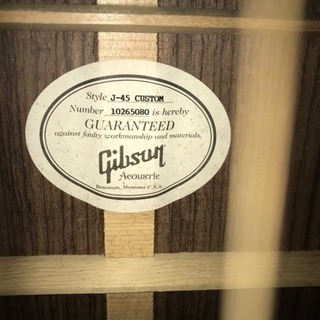 Style J-45 CUSTOM
Number 10265080 is hereby
GUARANTEED
against faulty workmanship and materials.
Gibson
Acoustic
Bozeman, Montana U.S.A.